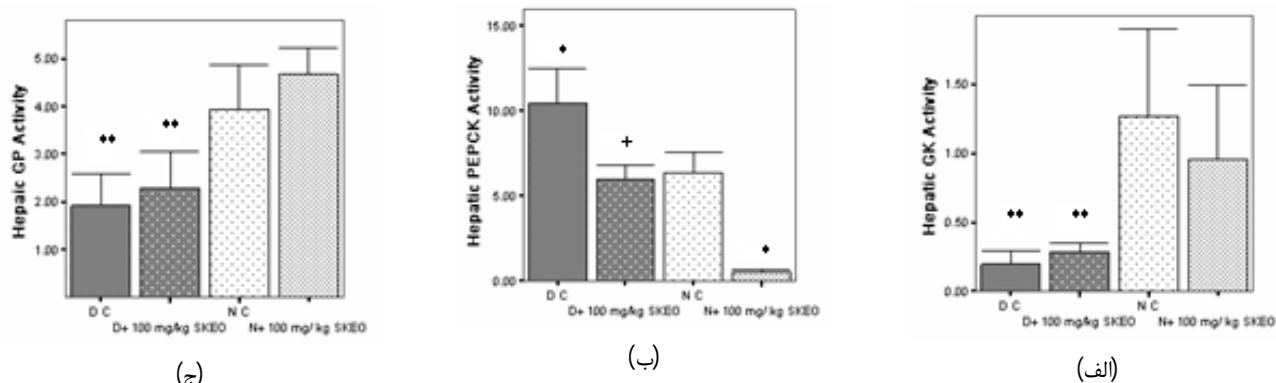 Hepaic GP Activity
5.00
4.00
3.00
2.00
1.00
**
**
D C
N C
D+ 100 mg/kg SKEO
N+ 100 mg/ kg SKEO
(ج)
Hepatic PEPCK Activity
15.00
10.00
5.00
0.00
*
+
*
D C
N C
D+ 100 mg/kg SKEO
N+ 100 mg/ kg SKEO
(ب)
Hepatic GK Activity
1.50
1.00
0.50
0.00
**
**
D C
N C
D+ 100 mg/kg SKEO
N+ 100 mg/ kg SKEO
(الف)